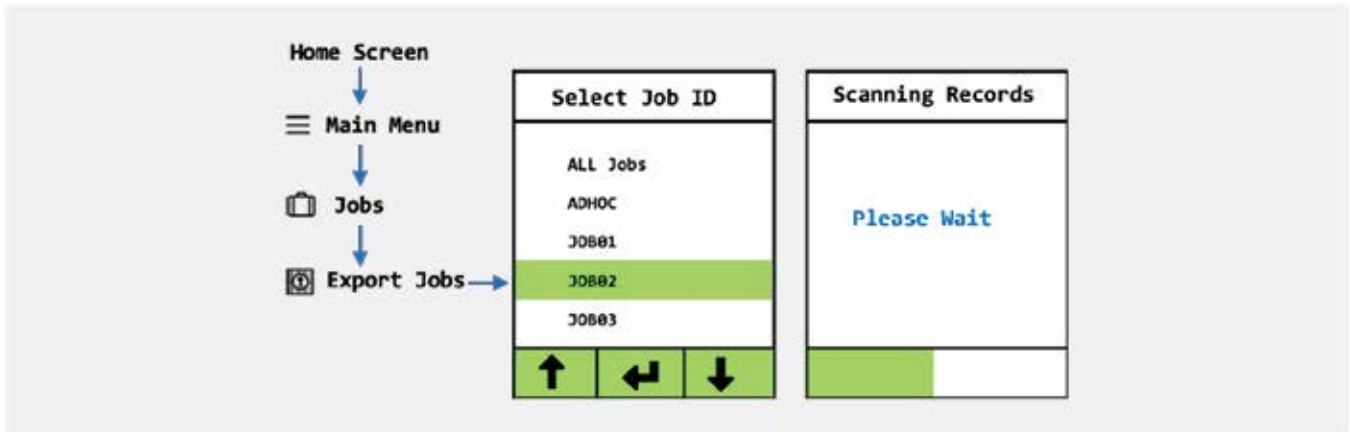 Home Screen
Main Menu
Jobs
Export Jobs
Select Job ID
ALL Jobs
ADHOC
JOB01
JOB02
JOB03
Scanning Records
Please Wait